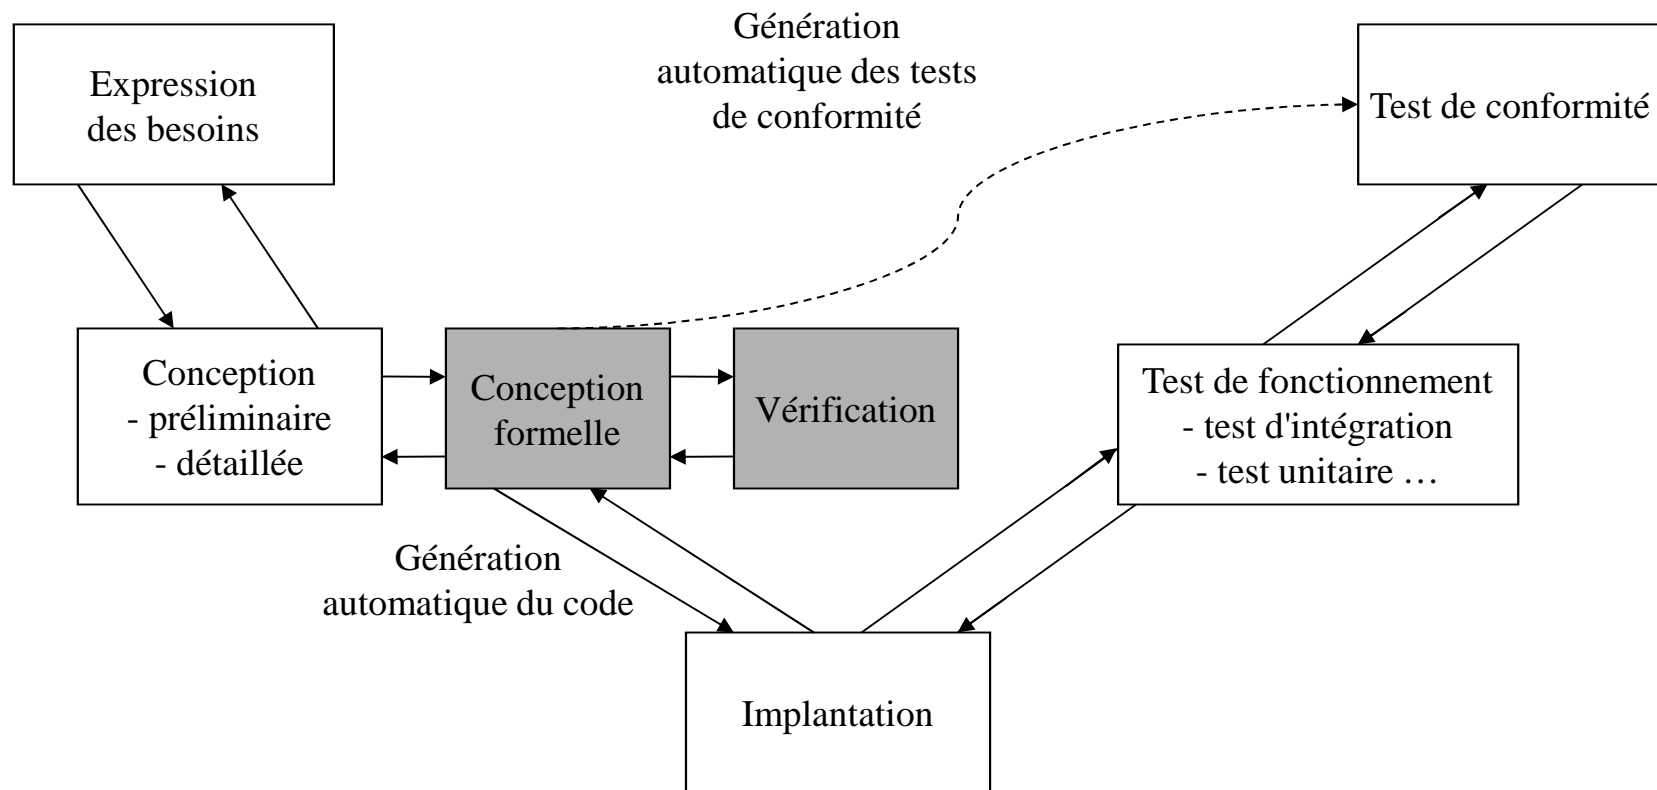 Génération
automatique des tests
de conformité
Expression
des besoins
Test de conformité
Conception
- préliminaire
- détaillée
Conception
formelle
Vérification
Test de fonctionnement
- test d'intégration
- test unitaire …
Génération
automatique du code
Implantation